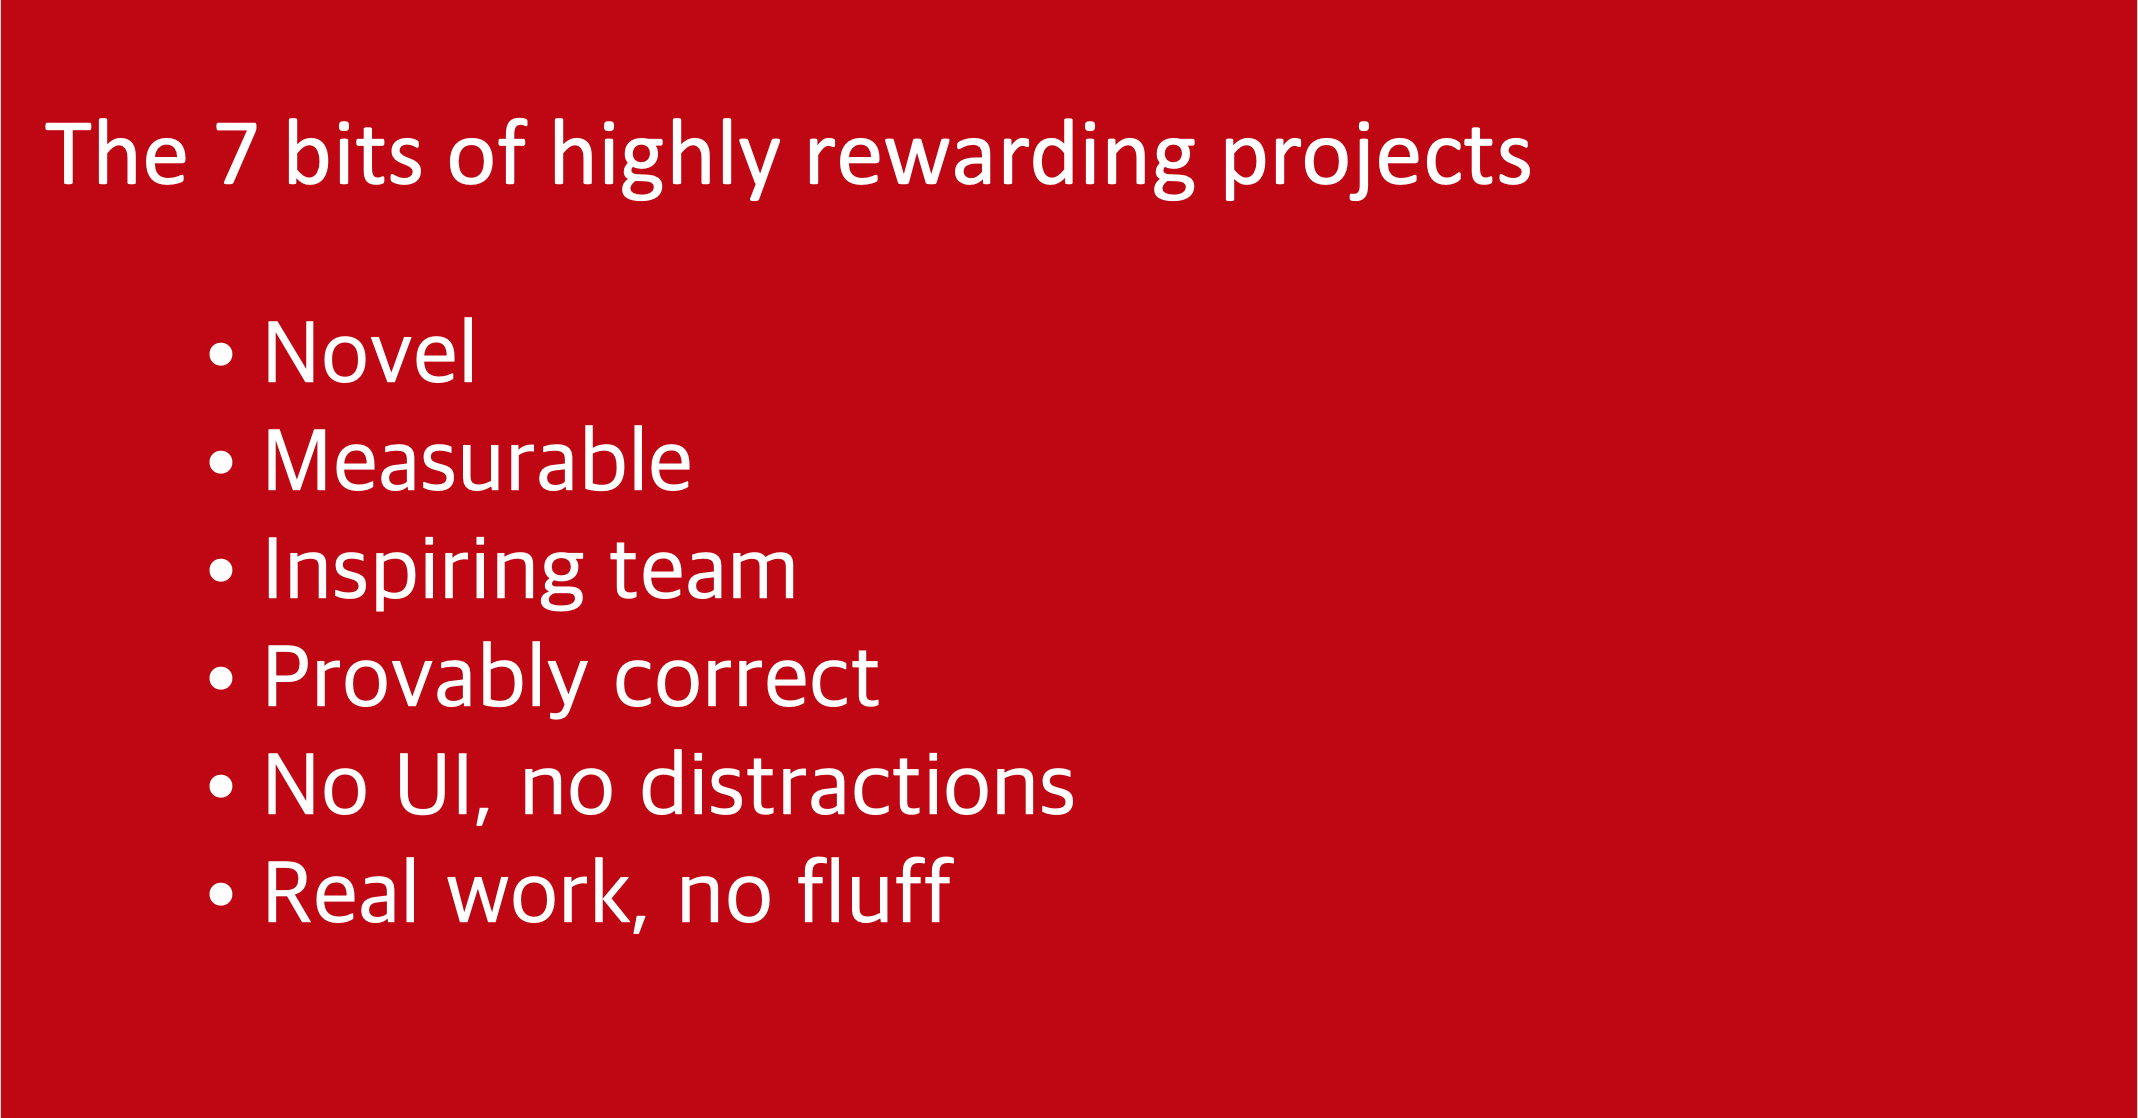 The 7 bits of highly rewarding projects
• Novel
• Measurable
• Inspiring team
• Provably correct
• No UI, no distractions
• Real work, no fluff